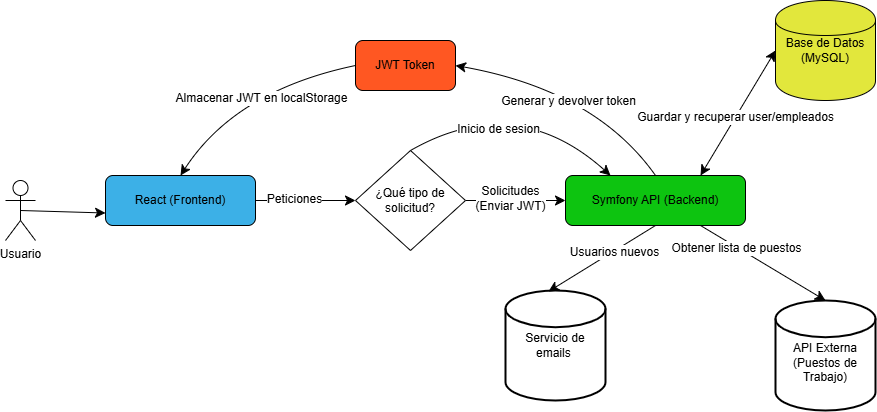 Base de Datos
(MySQL)
JWT Token
Almacenar JWT en localStorage
Generar y devolver token
Guardar y recuperar user/empleados
Inicio de sesion
React (Frontend)
Peticiones
¿Qué tipo de
solicitud?
Solicitudes
(Enviar JWT)
Symfony API (Backend)
Usuario
Usuarios nuevos
Obtener lista de puestos
Servicio de
emails
API Externa
(Puestos de
Trabajo)